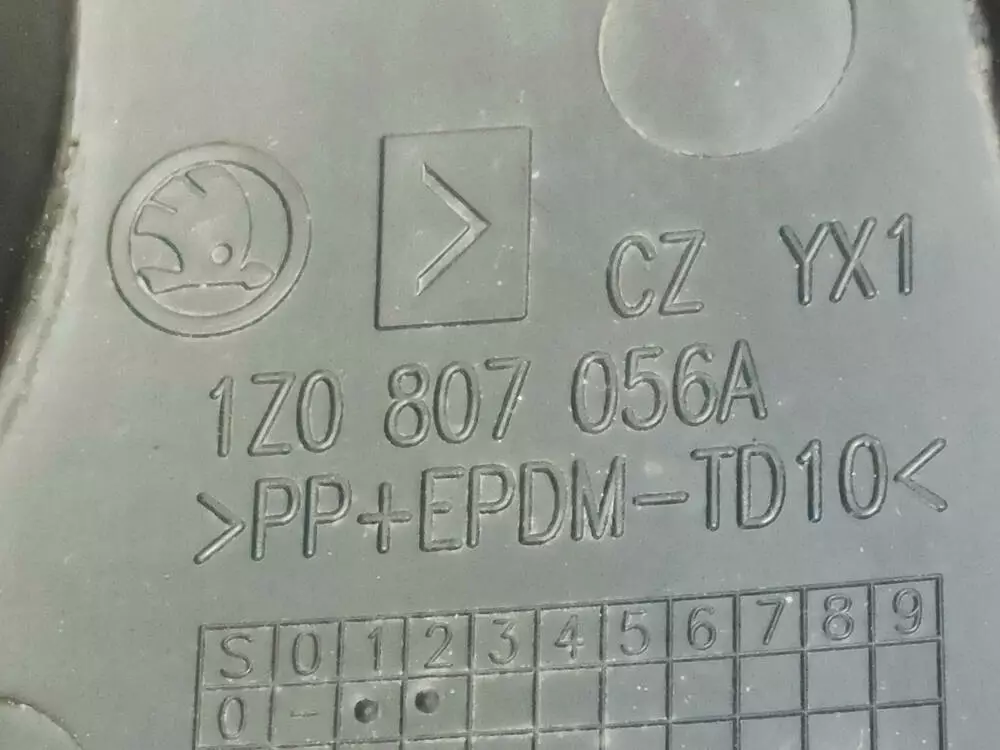 CZ YX1
1Z0 807 056A
>PP+EPDM-TD10<
S 0 1 2 3 4 5 6 7 8 9
0 -